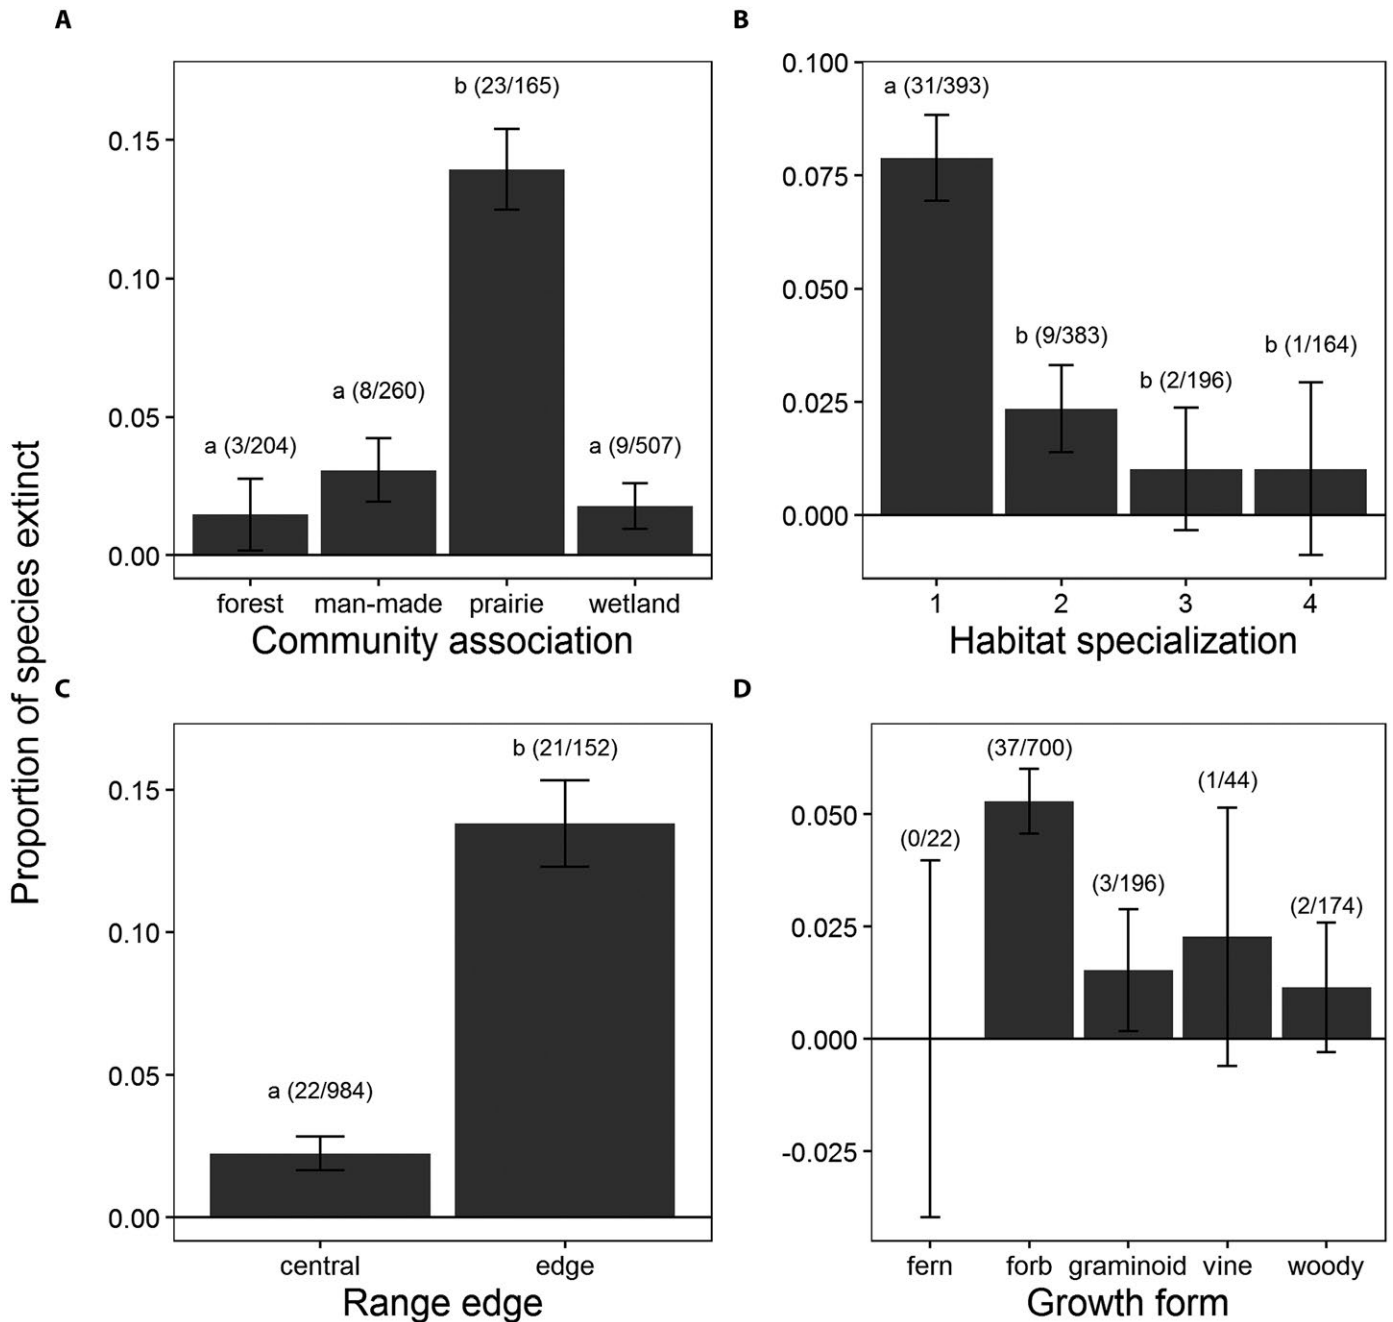 A
Proportion of species extinct
0.15
0.10
0.05
0.00
a (3/204)
a (8/260)
b (23/165)
a (9/507)
forest man-made prairie wetland
Community association
B
0.100
0.075
0.050
0.025
0.000
a (31/393)
b (9/383)
b (2/196)
b (1/164)
1 2 3 4
Habitat specialization
C
0.15
0.10
0.05
0.00
a (22/984)
b (21/152)
central edge
Range edge
D
0.050
0.025
0.000
-0.025
(0/22)
(37/700)
(3/196)
(1/44)
(2/174)
fern forb graminoid vine woody
Growth form